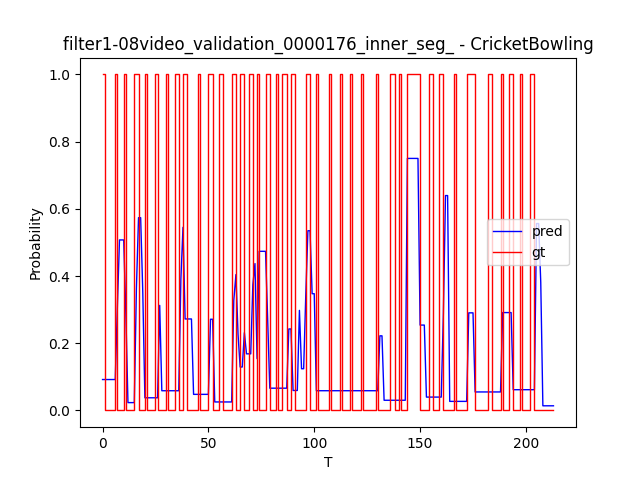 filter1-08video_validation_0000176_inner_seg_ - CricketBowling
1.0
0.8
0.6
0.4
0.2
0.0
Probability
0 50 100 150 200
T
pred
gt